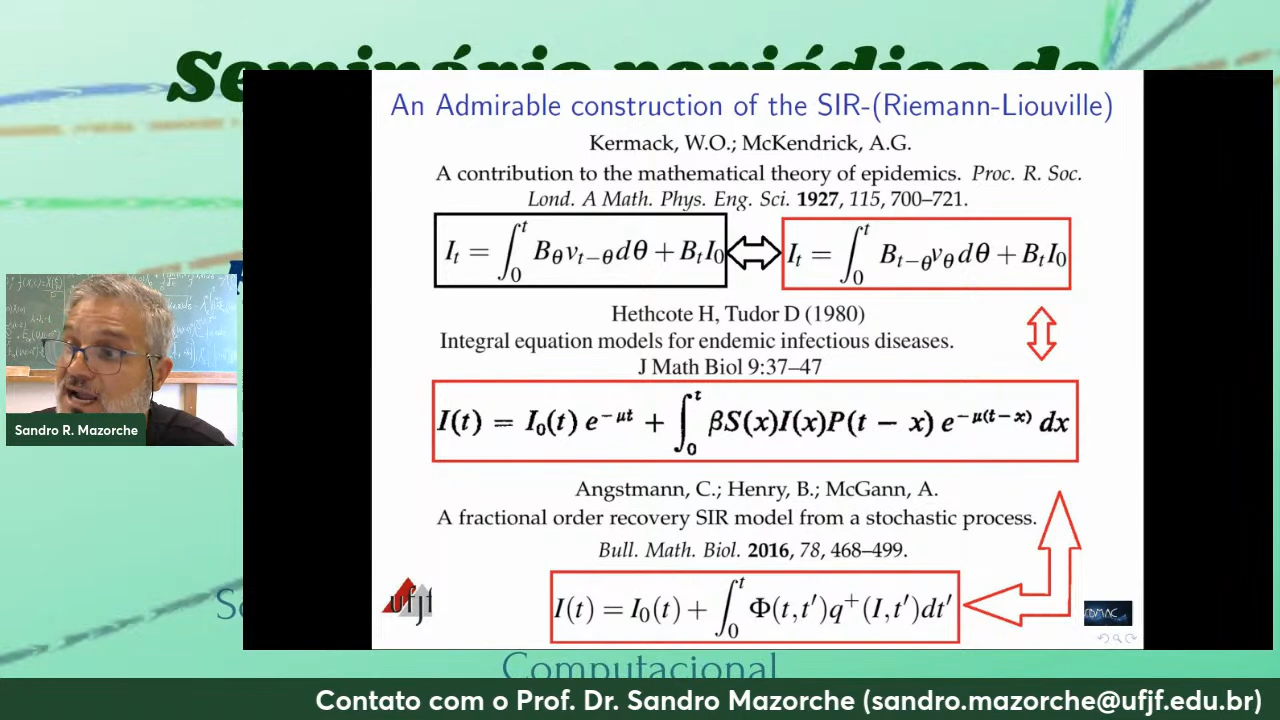 Seminário periódico de
An Admirable construction of the SIR-(Riemann-Liouville)
Kermack, W.O.; McKendrick, A.G.
A contribution to the mathematical theory of epidemics. Proc. R. Soc.
Lond. A Math. Phys. Eng. Sci. 1927, 115, 700–721.
I_t = ∫_0^t B_θ v_{t−θ} dθ + B_t I_0 ⇔ I_t = ∫_0^t B_{t−θ} v_θ dθ + B_t I_0
Hethcote H, Tudor D (1980)
Integral equation models for endemic infectious diseases.
J Math Biol 9:37–47
I(t) = I_0(t) e^{−μt} + ∫_0^t βS(x)I(x)P(t − x) e^{−μ(t−x)} dx
Angstmann, C.; Henry, B.; McGann, A.
A fractional order recovery SIR model from a stochastic process.
Bull. Math. Biol. 2016, 78, 468–499.
I(t) = I_0(t) + ∫_0^t Φ(t,t′)q^+(I,t′)dt′
ufjf
Sandro R. Mazorche
Computacional
Contato com o Prof. Dr. Sandro Mazorche (sandro.mazorche@ufjf.edu.br)